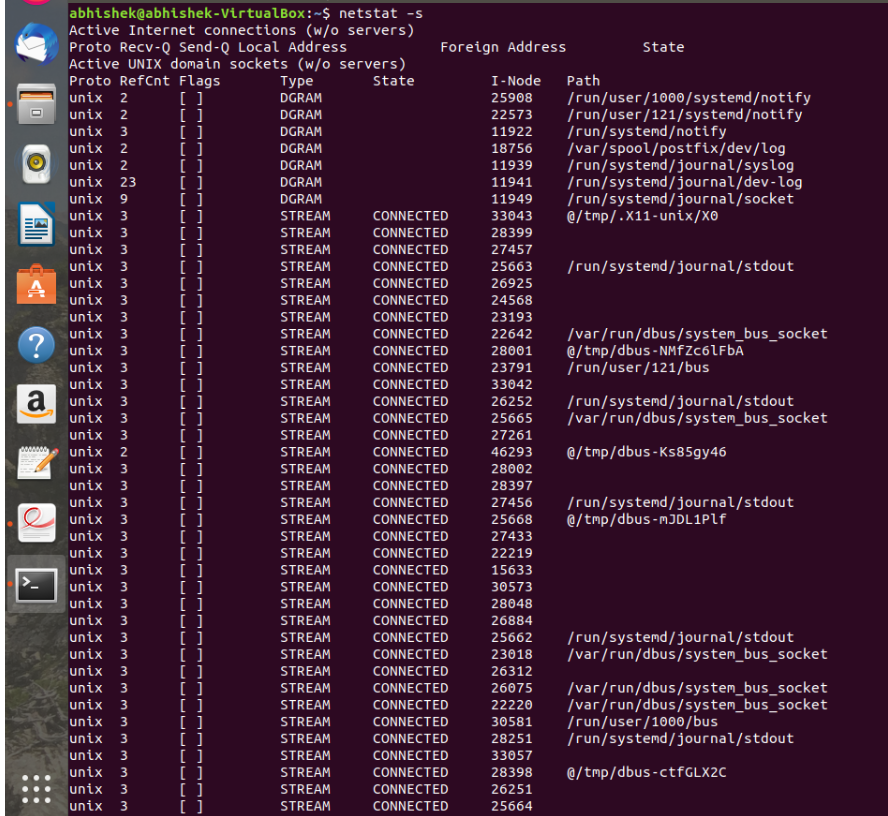 abhishek@abhishek-VirtualBox:~$ netstat –s
Active Internet connections (w/o servers)
Proto Recv-Q Send-Q Local Address Foreign Address State
Active UNIX domain sockets (w/o servers)
Proto RefCnt Flags Type State I-Node Path
unix 2 [ ] DGRAM 25908 /run/user/1000/systemd/notify
unix 2 [ ] DGRAM 22573 /run/user/121/systemd/notify
unix 3 [ ] DGRAM 11922 /run/systemd/notify
unix 2 [ ] DGRAM 18756 /var/spool/postfix/dev/log
unix 2 [ ] DGRAM 11939 /run/systemd/journal/syslog
unix 23 [ ] DGRAM 11941 /run/systemd/journal/dev-log
unix 9 [ ] DGRAM 11949 /run/systemd/journal/socket
unix 3 [ ] STREAM CONNECTED 33043 @/tmp/.X11-unix/X0
unix 3 [ ] STREAM CONNECTED 28399
unix 3 [ ] STREAM CONNECTED 27457
unix 3 [ ] STREAM CONNECTED 25663 /run/systemd/journal/stdout
unix 3 [ ] STREAM CONNECTED 26925
unix 3 [ ] STREAM CONNECTED 24568
unix 3 [ ] STREAM CONNECTED 23193
unix 3 [ ] STREAM CONNECTED 22642 /var/run/dbus/system_bus_socket
unix 3 [ ] STREAM CONNECTED 28001 @/tmp/dbus-NMfZc6lFbA
unix 3 [ ] STREAM CONNECTED 23791 /run/user/121/bus
unix 3 [ ] STREAM CONNECTED 33042
unix 3 [ ] STREAM CONNECTED 26252 /run/systemd/journal/stdout
unix 3 [ ] STREAM CONNECTED 25665 /var/run/dbus/system_bus_socket
unix 3 [ ] STREAM CONNECTED 27261
unix 2 [ ] STREAM CONNECTED 46293 @/tmp/dbus-Ks85gy46
unix 3 [ ] STREAM CONNECTED 28002
unix 3 [ ] STREAM CONNECTED 28397
unix 3 [ ] STREAM CONNECTED 27456 /run/systemd/journal/stdout
unix 3 [ ] STREAM CONNECTED 25668 @/tmp/dbus-mJDL1Plf
unix 3 [ ] STREAM CONNECTED 27433
unix 3 [ ] STREAM CONNECTED 22219
unix 3 [ ] STREAM CONNECTED 15633
unix 3 [ ] STREAM CONNECTED 30573
unix 3 [ ] STREAM CONNECTED 28048
unix 3 [ ] STREAM CONNECTED 26884
unix 3 [ ] STREAM CONNECTED 25662 /run/systemd/journal/stdout
unix 3 [ ] STREAM CONNECTED 23018 /var/run/dbus/system_bus_socket
unix 3 [ ] STREAM CONNECTED 26312
unix 3 [ ] STREAM CONNECTED 26075 /var/run/dbus/system_bus_socket
unix 3 [ ] STREAM CONNECTED 22220 /var/run/dbus/system_bus_socket
unix 3 [ ] STREAM CONNECTED 30581 /run/user/1000/bus
unix 3 [ ] STREAM CONNECTED 28251 /run/systemd/journal/stdout
unix 3 [ ] STREAM CONNECTED 33057
unix 3 [ ] STREAM CONNECTED 28398 @/tmp/dbus-ctfGLX2C
unix 3 [ ] STREAM CONNECTED 26251
unix 3 [ ] STREAM CONNECTED 25664